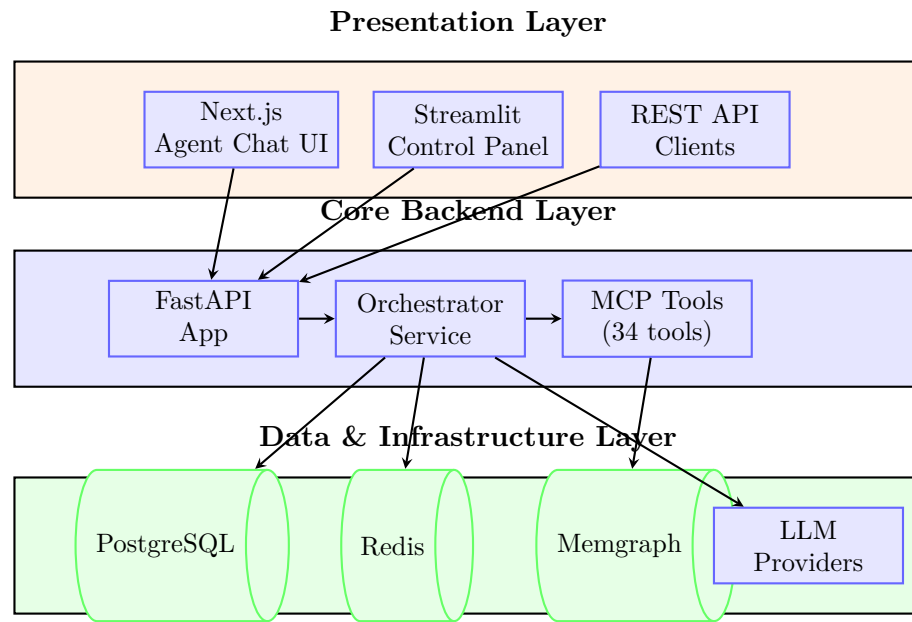 Presentation Layer
Next.js
Agent Chat UI
Streamlit
Control Panel
REST API
Clients
Core Backend Layer
FastAPI
App
Orchestrator
Service
MCP Tools
(34 tools)
Data & Infrastructure Layer
PostgreSQL
Redis
Memgraph
LLM
Providers